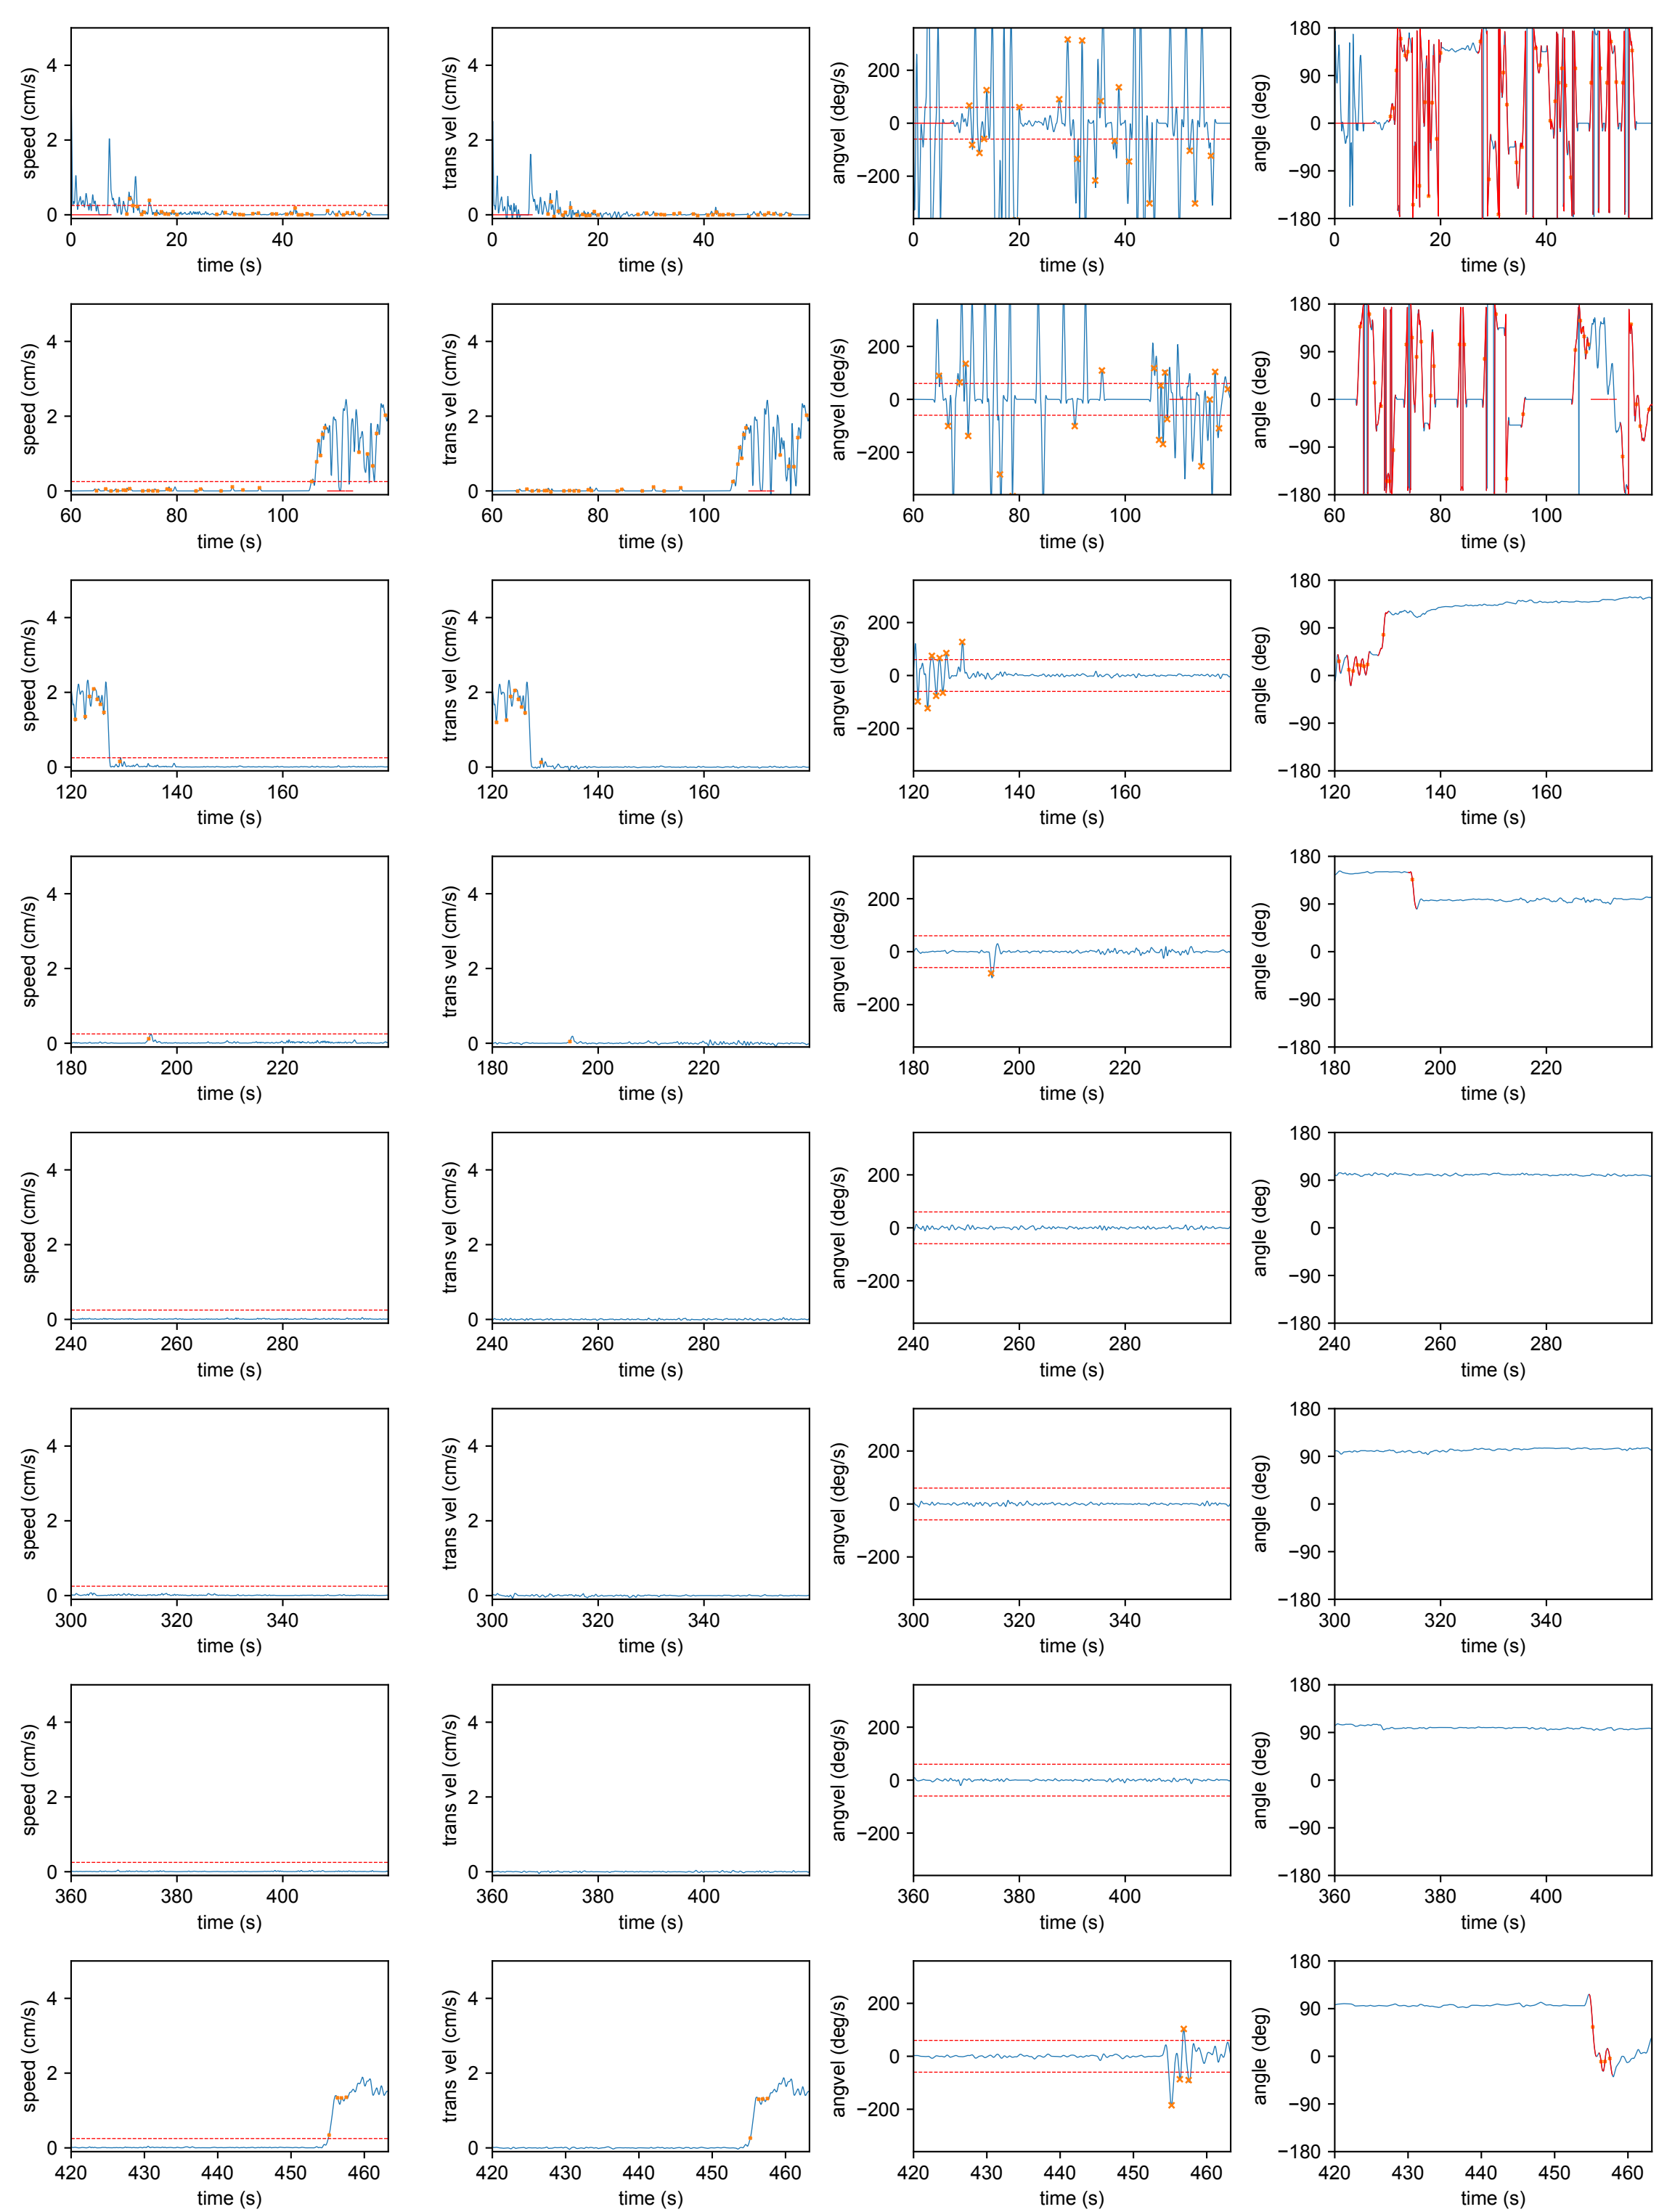 speed (cm/s) 4 2 0 0 20 40 time (s)
trans vel (cm/s) 4 2 0 0 20 40 time (s)
angvel (deg/s) 200 0 −200 0 20 40 time (s)
angle (deg) 180 90 0 −90 −180 0 20 40 time (s)
speed (cm/s) 4 2 0 60 80 100 time (s)
trans vel (cm/s) 4 2 0 60 80 100 time (s)
angvel (deg/s) 200 0 −200 60 80 100 time (s)
angle (deg) 180 90 0 −90 −180 60 80 100 time (s)
speed (cm/s) 4 2 0 120 140 160 time (s)
trans vel (cm/s) 4 2 0 120 140 160 time (s)
angvel (deg/s) 200 0 −200 120 140 160 time (s)
angle (deg) 180 90 0 −90 −180 120 140 160 time (s)
speed (cm/s) 4 2 0 180 200 220 time (s)
trans vel (cm/s) 4 2 0 180 200 220 time (s)
angvel (deg/s) 200 0 −200 180 200 220 time (s)
angle (deg) 180 90 0 −90 −180 180 200 220 time (s)
speed (cm/s) 4 2 0 240 260 280 time (s)
trans vel (cm/s) 4 2 0 240 260 280 time (s)
angvel (deg/s) 200 0 −200 240 260 280 time (s)
angle (deg) 180 90 0 −90 −180 240 260 280 time (s)
speed (cm/s) 4 2 0 300 320 340 time (s)
trans vel (cm/s) 4 2 0 300 320 340 time (s)
angvel (deg/s) 200 0 −200 300 320 340 time (s)
angle (deg) 180 90 0 −90 −180 300 320 340 time (s)
speed (cm/s) 4 2 0 360 380 400 time (s)
trans vel (cm/s) 4 2 0 360 380 400 time (s)
angvel (deg/s) 200 0 −200 360 380 400 time (s)
angle (deg) 180 90 0 −90 −180 360 380 400 time (s)
speed (cm/s) 4 2 0 420 430 440 450 460 time (s)
trans vel (cm/s) 4 2 0 420 430 440 450 460 time (s)
angvel (deg/s) 200 0 −200 420 430 440 450 460 time (s)
angle (deg) 180 90 0 −90 −180 420 430 440 450 460 time (s)